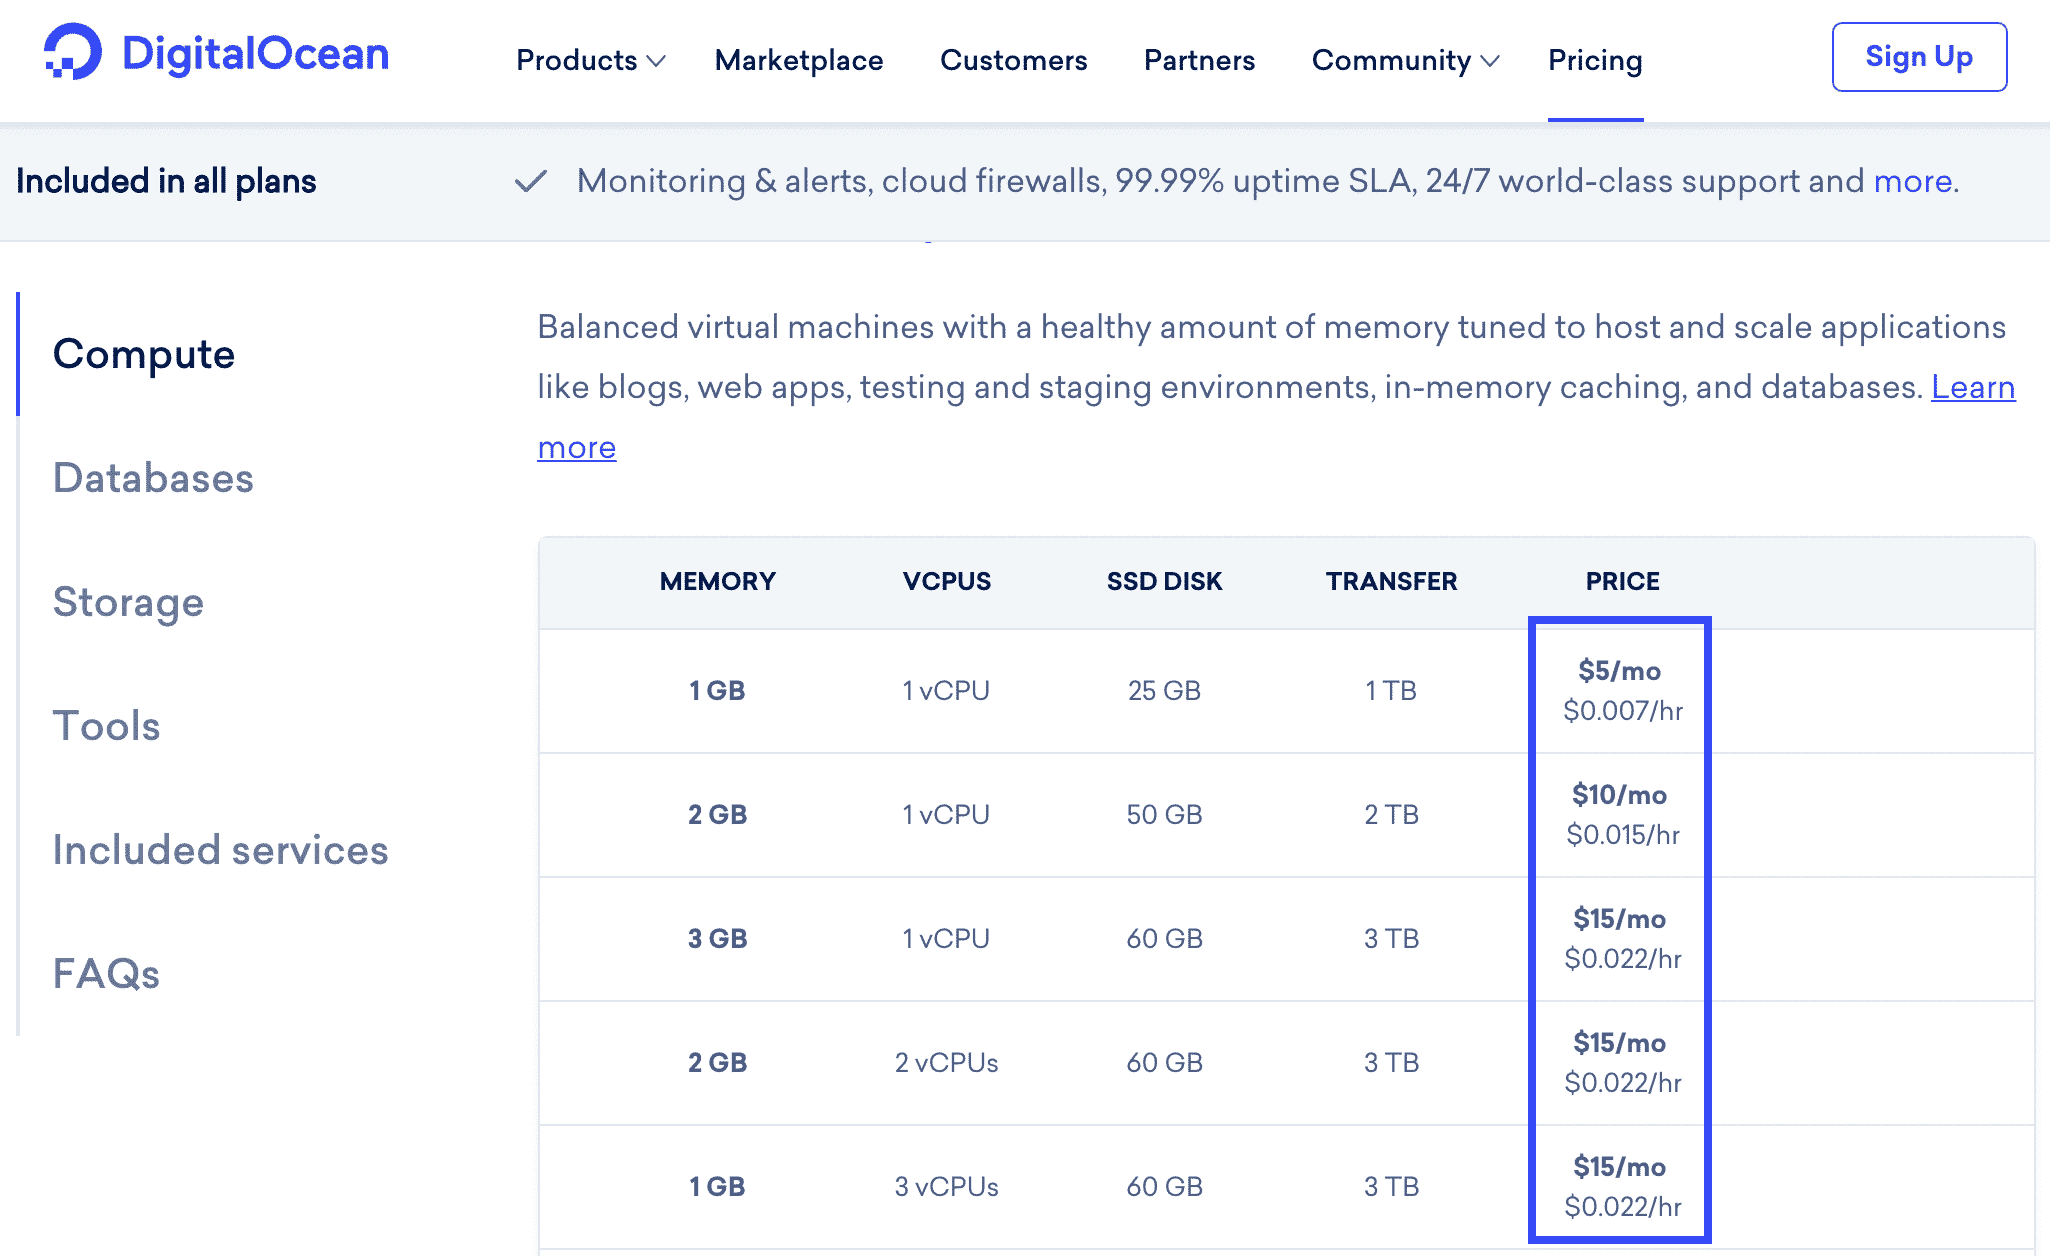 DigitalOcean
Products Marketplace Customers Partners Community Pricing
Sign Up
Included in all plans
Monitoring & alerts, cloud firewalls, 99.99% uptime SLA, 24/7 world-class support and more.
Compute
Databases
Storage
Tools
Included services
FAQs
Balanced virtual machines with a healthy amount of memory tuned to host and scale applications
like blogs, web apps, testing and staging environments, in-memory caching, and databases. Learn
more
MEMORY VCPUS SSD DISK TRANSFER PRICE
1 GB 1 vCPU 25 GB 1 TB $5/mo
$0.007/hr
2 GB 1 vCPU 50 GB 2 TB $10/mo
$0.015/hr
3 GB 1 vCPU 60 GB 3 TB $15/mo
$0.022/hr
2 GB 2 vCPUs 60 GB 3 TB $15/mo
$0.022/hr
1 GB 3 vCPUs 60 GB 3 TB $15/mo
$0.022/hr